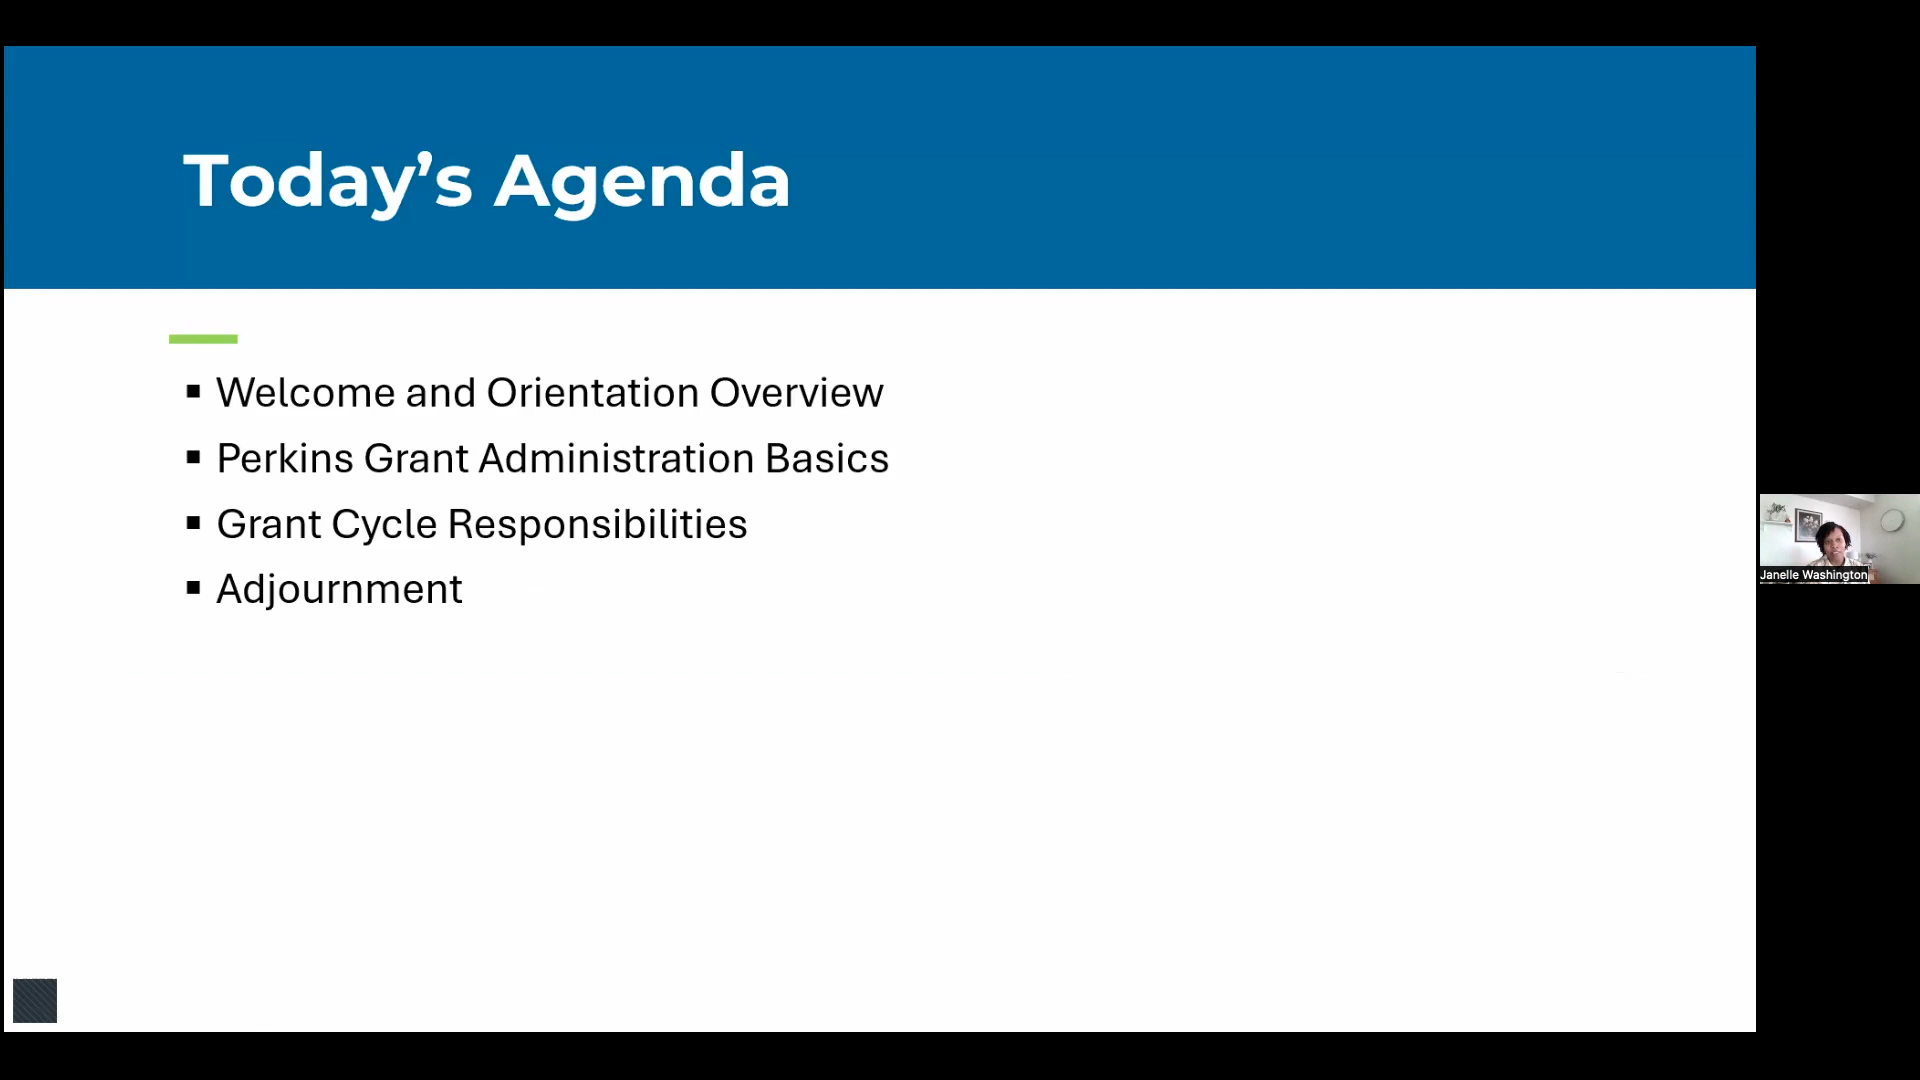 Today’s Agenda
▪ Welcome and Orientation Overview
▪ Perkins Grant Administration Basics
▪ Grant Cycle Responsibilities
▪ Adjournment
Janelle Washington